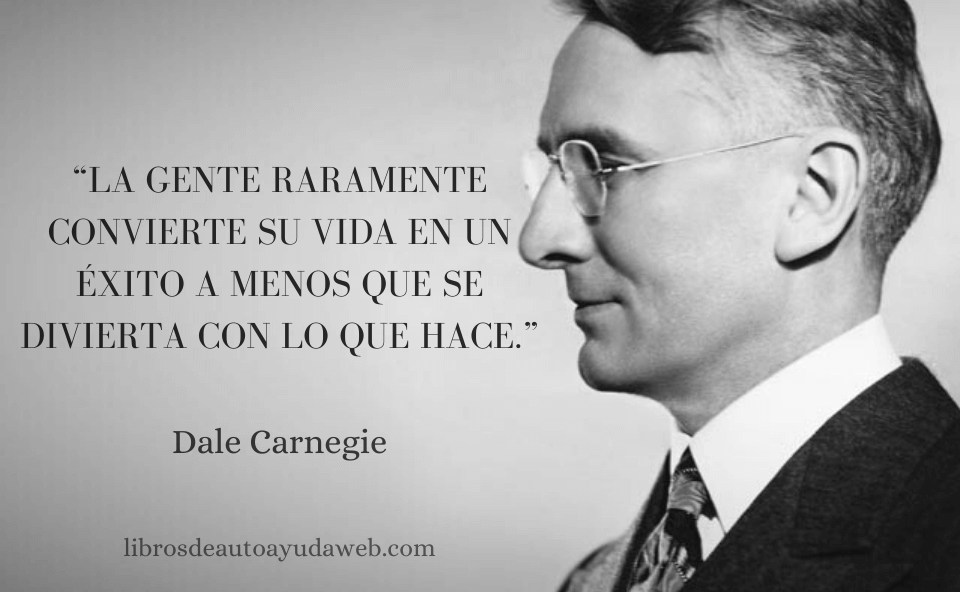 “LA GENTE RARAMENTE
CONVIERTE SU VIDA EN UN
ÉXITO A MENOS QUE SE
DIVIERTA CON LO QUE HACE.”
Dale Carnegie
librosdeautoayudaweb.com